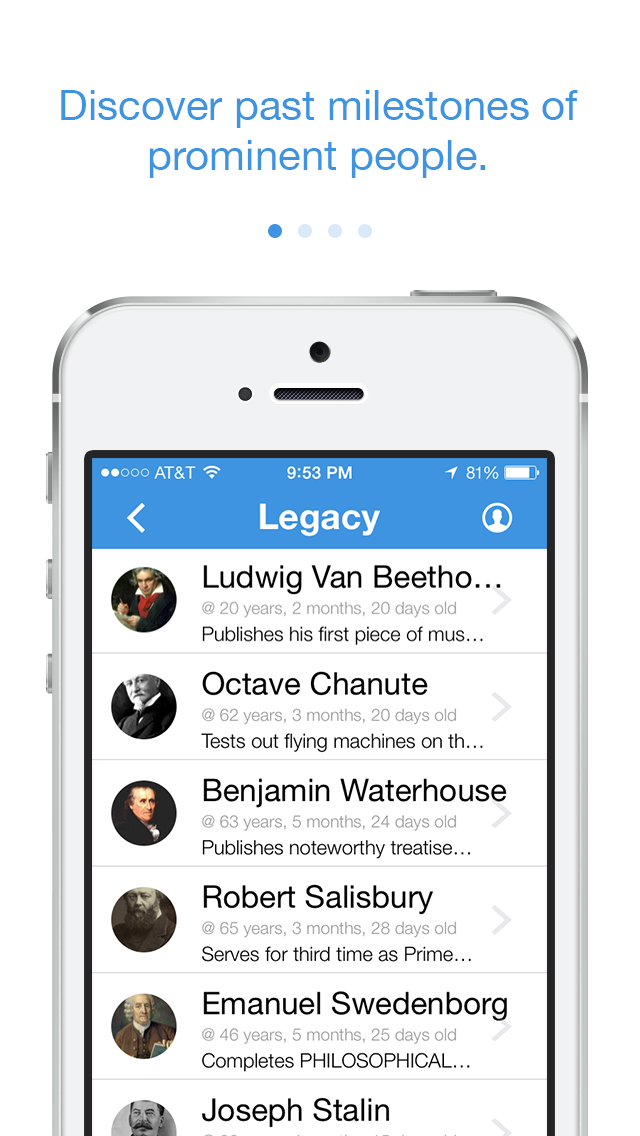 Discover past milestones of
prominent people.
AT&T 9:53 PM 81%
Legacy
Ludwig Van Beetho...
@ 20 years, 2 months, 20 days old
Publishes his first piece of mus...
Octave Chanute
@ 62 years, 3 months, 20 days old
Tests out flying machines on th...
Benjamin Waterhouse
@ 63 years, 5 months, 24 days old
Publishes noteworthy treatise...
Robert Salisbury
@ 65 years, 3 months, 28 days old
Serves for third time as Prime...
Emanuel Swedenborg
@ 46 years, 5 months, 25 days old
Completes PHILOSOPHICAL...
Joseph Stalin